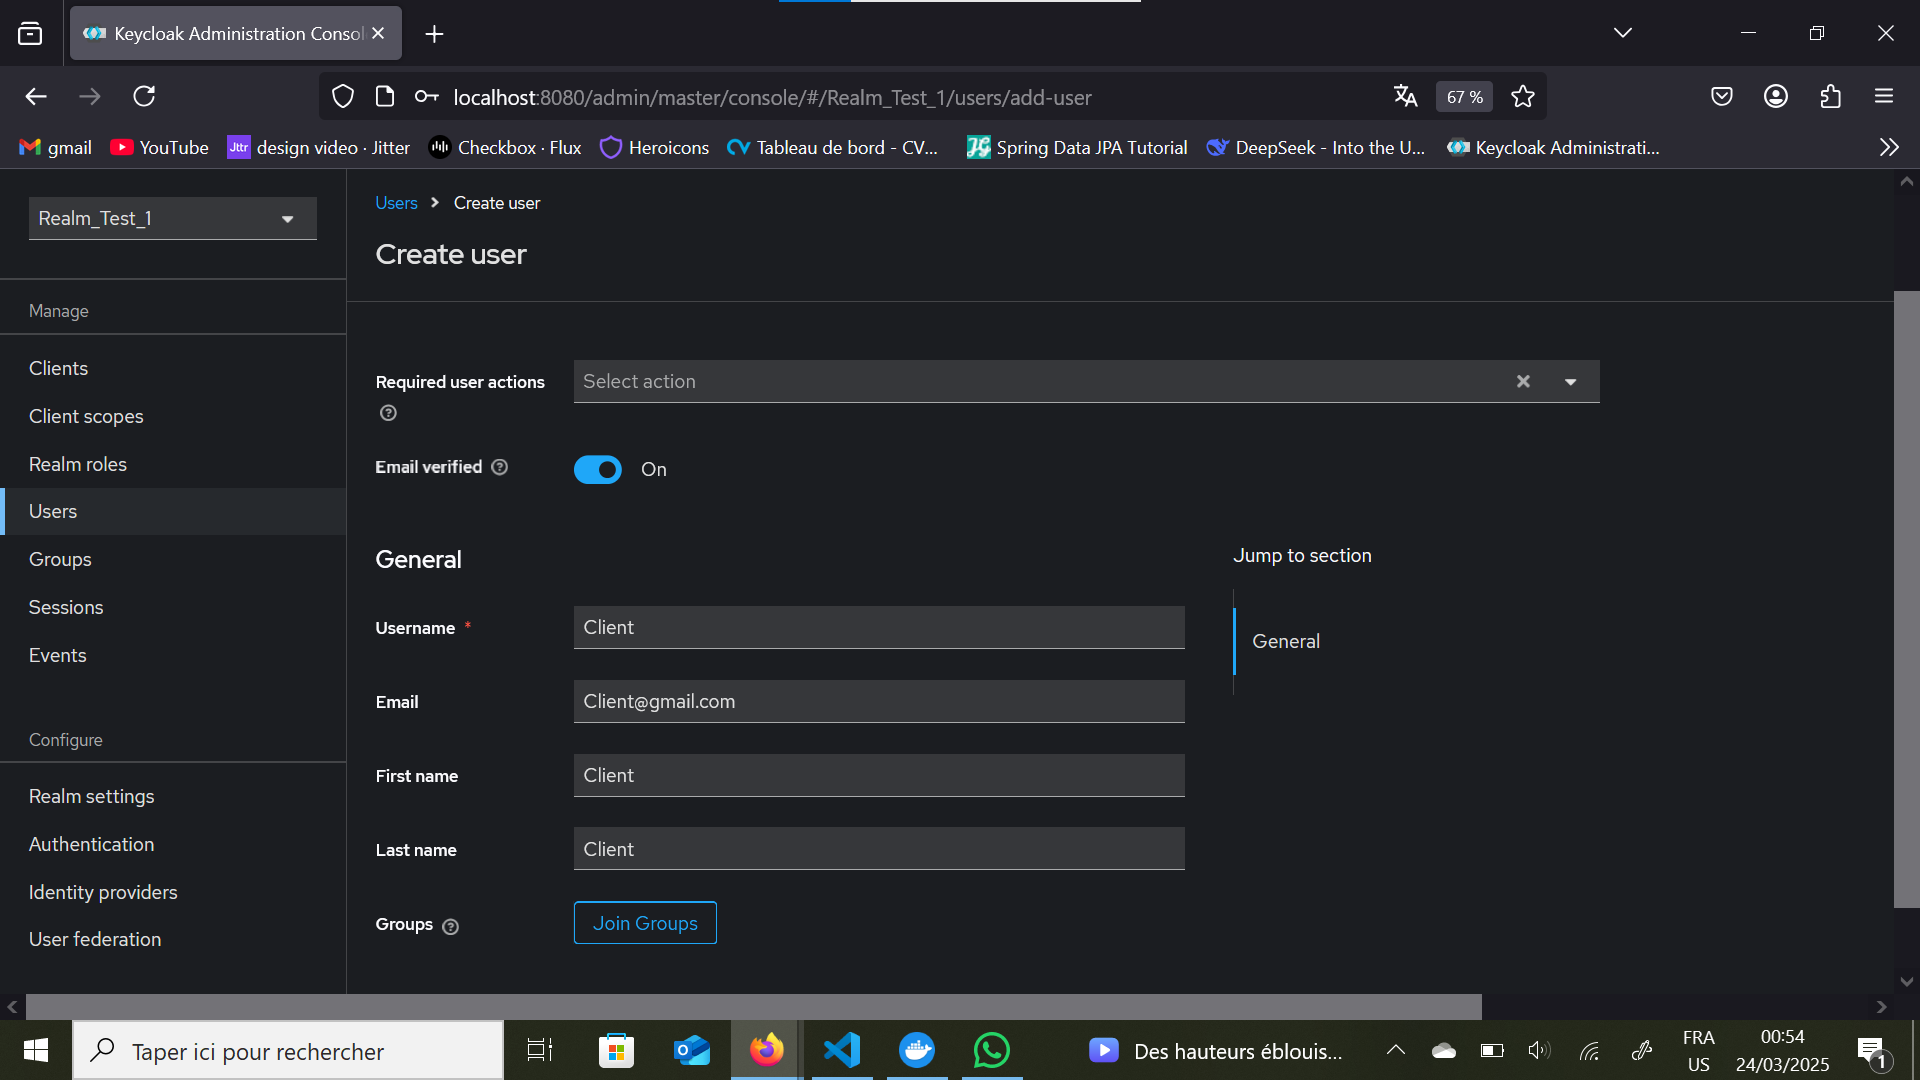 Keycloak Administration Consol
localhost:8080/admin/master/console/#/Realm_Test_1/users/add-user
67 %
gmail
YouTube
Jttr
design video · Jitter
Checkbox · Flux
Heroicons
Tableau de bord - CV...
Spring Data JPA Tutorial
DeepSeek - Into the U...
Keycloak Administrati...
Realm_Test_1
Manage
Clients
Client scopes
Realm roles
Users
Groups
Sessions
Events
Configure
Realm settings
Authentication
Identity providers
User federation
Users > Create user
Create user
Required user actions
Select action
Email verified
On
General
Jump to section
General
Username *
Client
Email
Client@gmail.com
First name
Client
Last name
Client
Groups
Join Groups
Taper ici pour rechercher
Des hauteurs éblouis...
FRA
US
00:54
24/03/2025
1